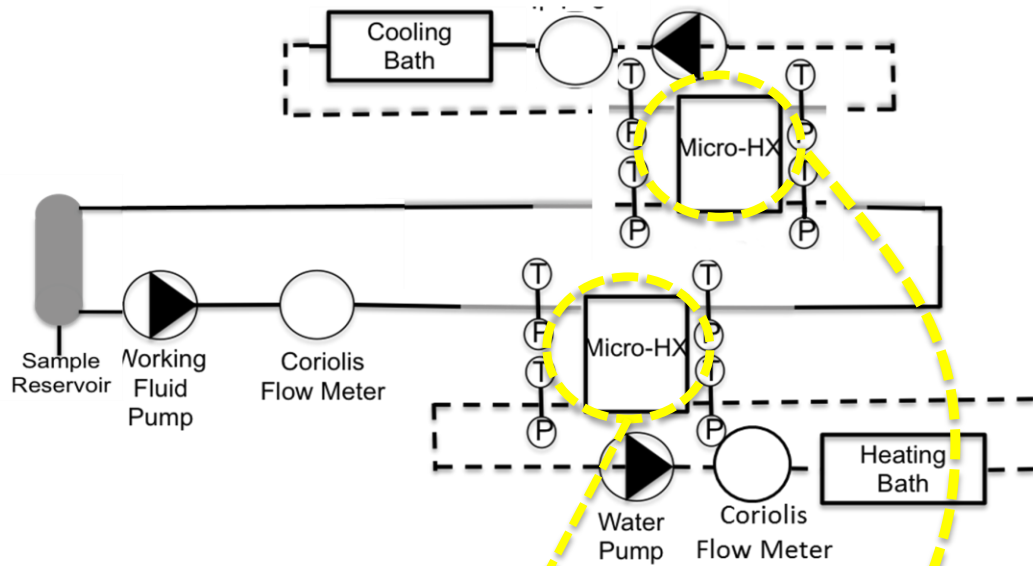 Cooling
Bath
T
T
P
P
Micro-HX
T
T
P
P
T
T
P
P
Micro-HX
T
T
P
P
Sample
Reservoir
Working
Fluid
Pump
Coriolis
Flow Meter
Heating
Bath
Water
Pump
Coriolis
Flow Meter